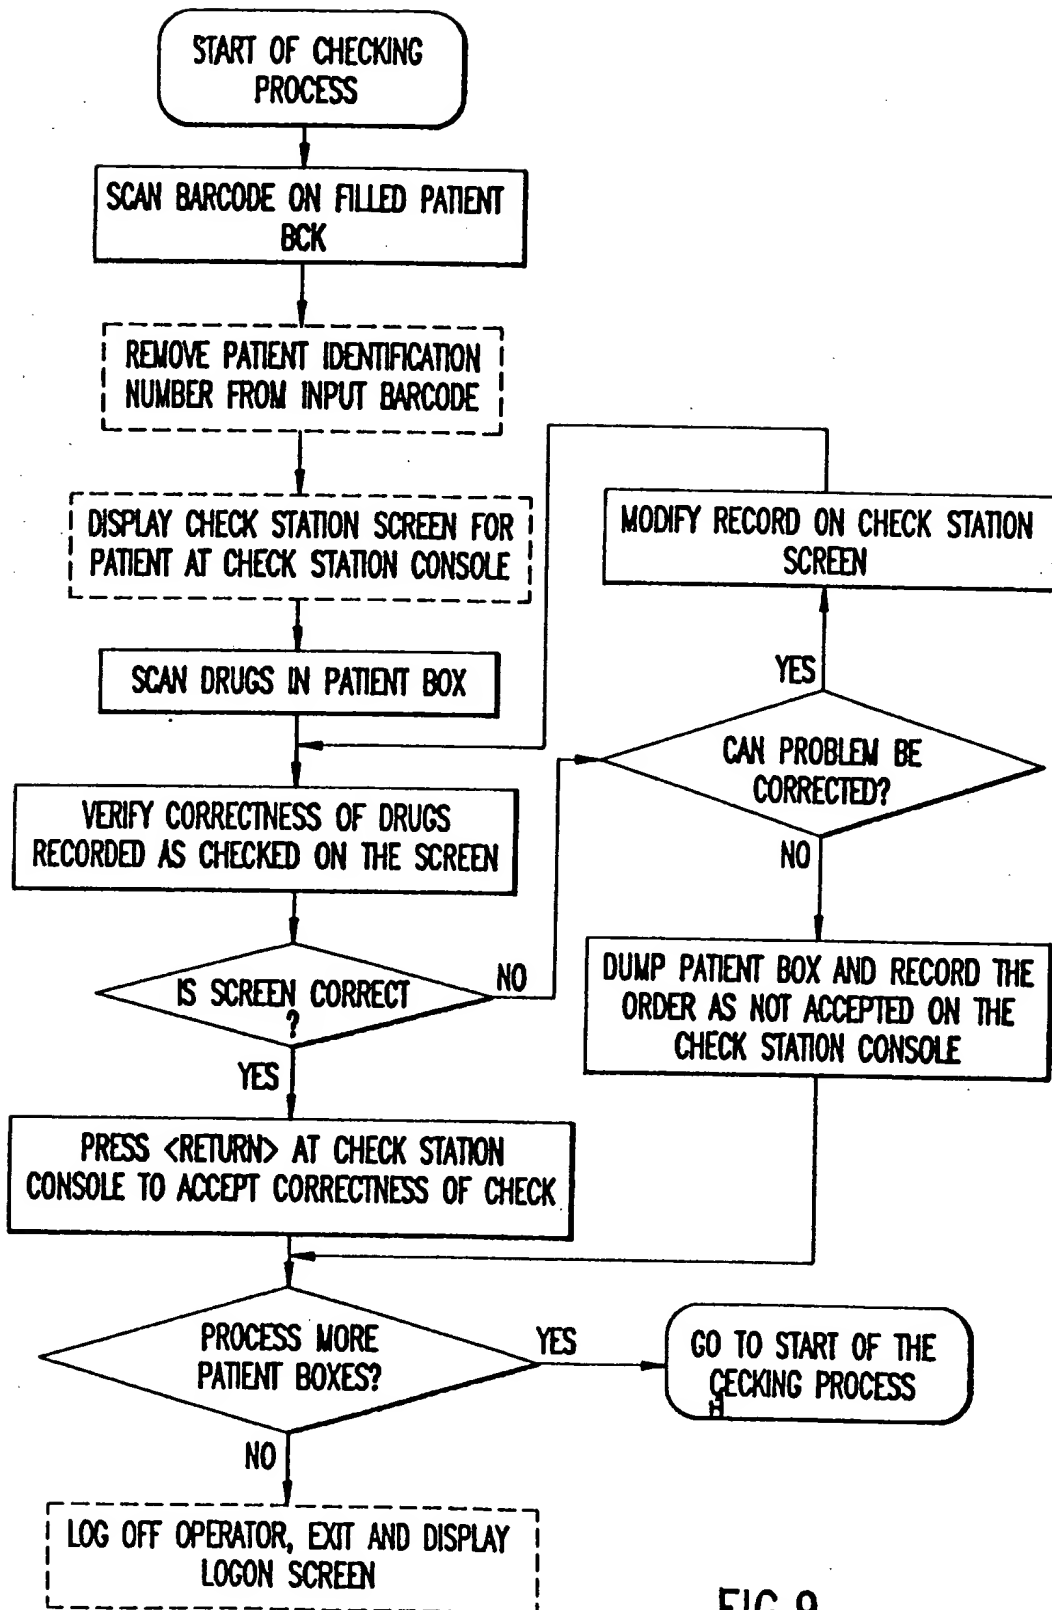 START OF CHECKING
PROCESS
SCAN BARCODE ON FILLED PATIENT
BCK
REMOVE PATIENT IDENTIFICATION
NUMBER FROM INPUT BARCODE
DISPLAY CHECK STATION SCREEN FOR
PATIENT AT CHECK STATION CONSOLE
SCAN DRUGS IN PATIENT BOX
VERIFY CORRECTNESS OF DRUGS
RECORDED AS CHECKED ON THE SCREEN
IS SCREEN CORRECT
?
NO
YES
MODIFY RECORD ON CHECK STATION
SCREEN
YES
CAN PROBLEM BE
CORRECTED?
NO
DUMP PATIENT BOX AND RECORD THE
ORDER AS NOT ACCEPTED ON THE
CHECK STATION CONSOLE
PRESS <RETURN> AT CHECK STATION
CONSOLE TO ACCEPT CORRECTNESS OF CHECK
PROCESS MORE
PATIENT BOXES?
YES
GO TO START OF THE
CECKING PROCESS
H
NO
LOG OFF OPERATOR, EXIT AND DISPLAY
LOGON SCREEN
FIG. 9